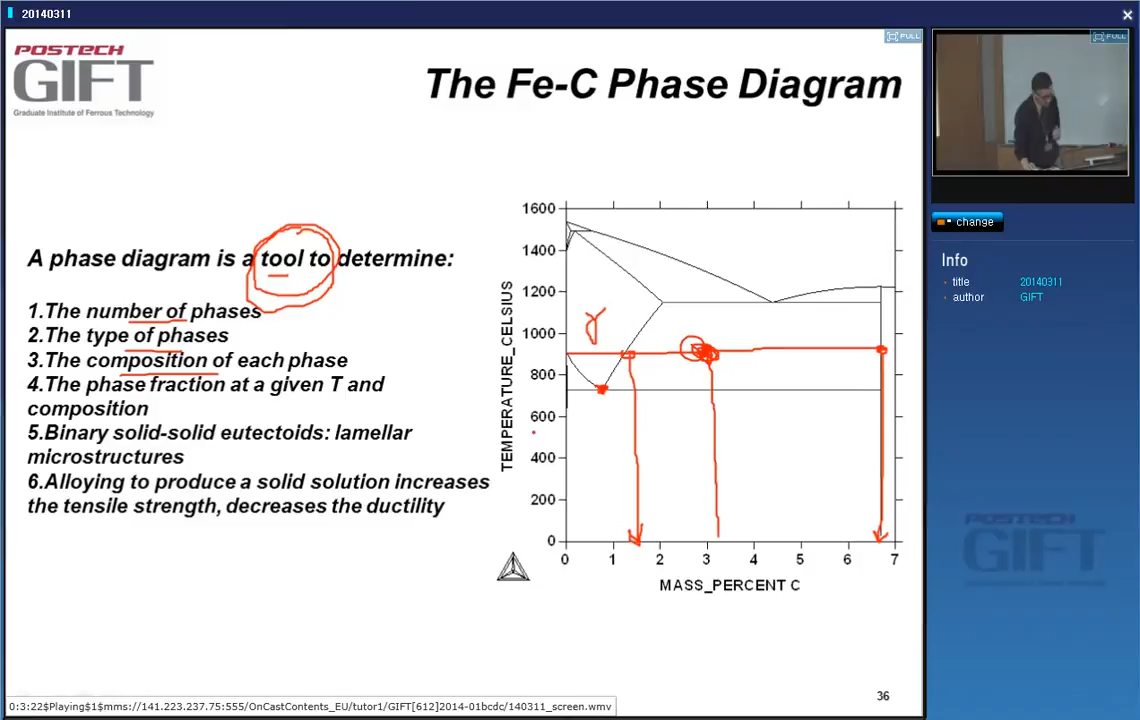 20140311
POSTECH
GIFT
Graduate Institute of Ferrous Technology
The Fe-C Phase Diagram
A phase diagram is a tool to determine:
1.The number of phases
2.The type of phases
3.The composition of each phase
4.The phase fraction at a given T and
composition
5.Binary solid-solid eutectoids: lamellar
microstructures
6.Alloying to produce a solid solution increases
the tensile strength, decreases the ductility
TEMPERATURE_CELSIUS
1600
1400
1200
1000
800
600
400
200
0
γ
0 1 2 3 4 5 6 7
MASS_PERCENT C
36
FULL
FULL
change
Info
title 20140311
author GIFT
POSTECH
GIFT
0:3:22$Playing$1$mms://141.223.237.75:555/OnCastContents_EU/tutor1/GIFT[612]2014-01bcdc/140311_screen.wmv